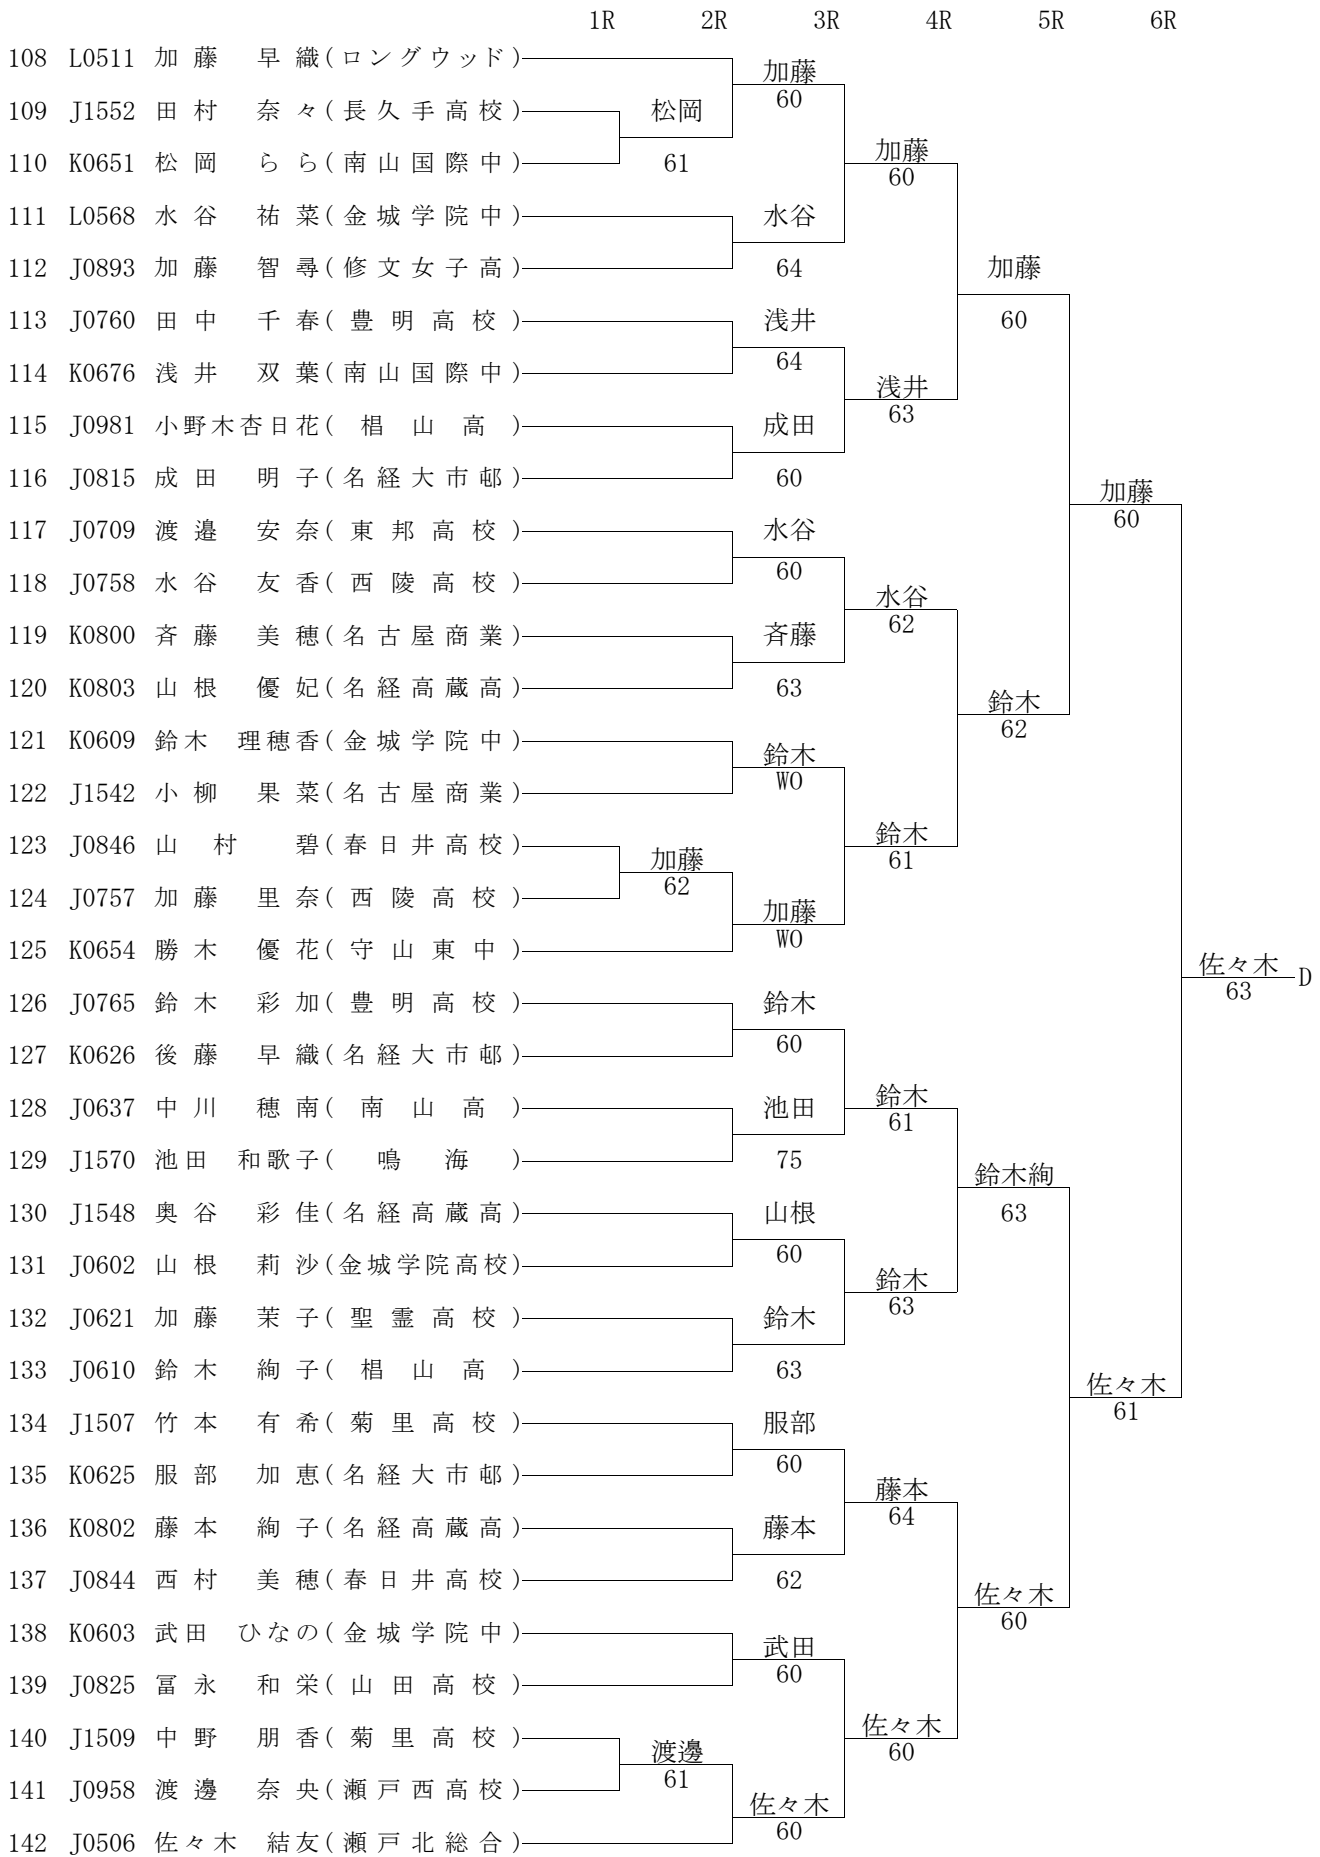 1R 2R 3R 4R 5R 6R
108 L0511 加藤 早織(ロングウッド)
加藤
60
109 J1552 田村 奈々(長久手高校) 松岡
加藤
110 K0651 松岡 らら(南山国際中) 61 60
111 L0568 水谷 祐菜(金城学院中) 水谷
112 J0893 加藤 智尋(修文女子高) 64 加藤
113 J0760 田中 千春(豊明高校) 浅井 60
64
114 K0676 浅井 双葉(南山国際中) 浅井
63
115 J0981 小野木杏日花(椙山高) 成田
116 J0815 成田 明子(名経大市邨) 60
加藤
60
117 J0709 渡邉 安奈(東邦高校) 水谷
60
118 J0758 水谷 友香(西陵高校) 水谷
62
119 K0800 斉藤 美穂(名古屋商業) 斉藤
120 K0803 山根 優妃(名経高蔵高) 63
鈴木
62
121 K0609 鈴木 理穂香(金城学院中) 鈴木
WO
122 J1542 小柳 果菜(名古屋商業)
鈴木
123 J0846 山村 碧(春日井高校) 61
加藤
62
124 J0757 加藤 里奈(西陵高校) 加藤
WO
125 K0654 勝木 優花(守山東中)
佐々木 D
63
126 J0765 鈴木 彩加(豊明高校) 鈴木
60
127 K0626 後藤 早織(名経大市邨)
鈴木
128 J0637 中川 穂南(南山高) 池田 61
129 J1570 池田 和歌子(鳴海) 75
鈴木絢
130 J1548 奥谷 彩佳(名経高蔵高) 山根 63
60
131 J0602 山根 莉沙(金城学院高校) 鈴木
63
132 J0621 加藤 茉子(聖霊高校) 鈴木
133 J0610 鈴木 絢子(椙山高) 63
佐々木
61
134 J1507 竹本 有希(菊里高校) 服部
60
135 K0625 服部 加恵(名経大市邨) 藤本
64
136 K0802 藤本 絢子(名経高蔵高) 藤本
137 J0844 西村 美穂(春日井高校) 62
佐々木
60
138 K0603 武田 ひなの(金城学院中) 武田
60
139 J0825 冨永 和栄(山田高校)
佐々木
140 J1509 中野 朋香(菊里高校) 60
渡邊
61
141 J0958 渡邊 奈央(瀬戸西高校) 佐々木
60
142 J0506 佐々木 結友(瀬戸北総合)